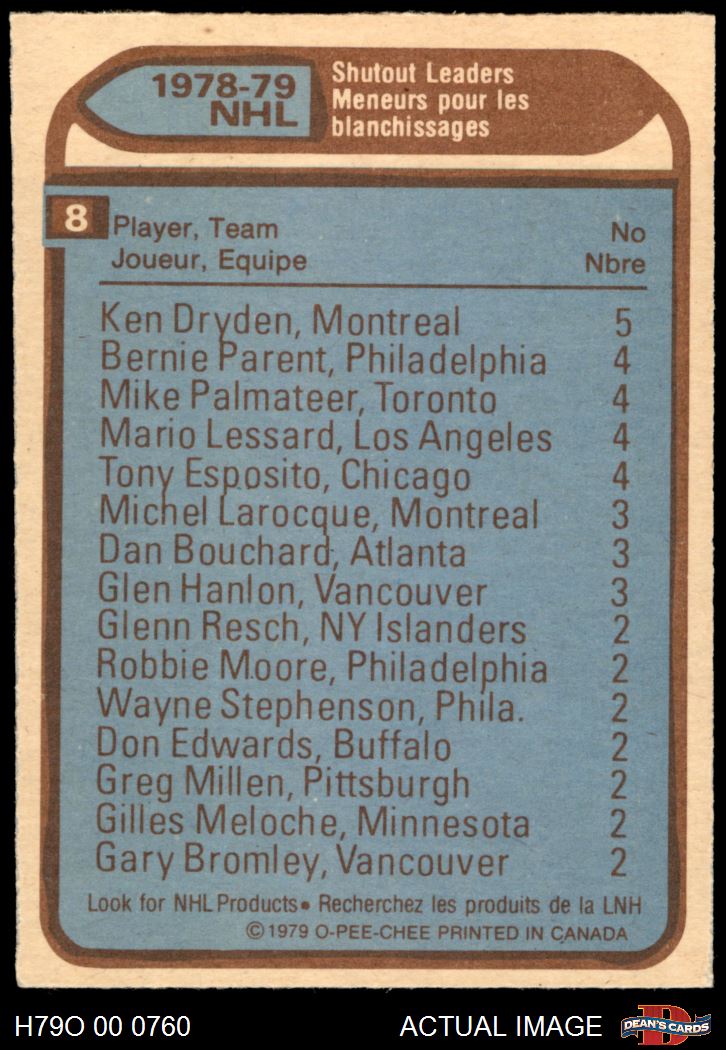 1978-79
NHL
Shutout Leaders
Meneurs pour les
blanchissages
8
Player, Team No
Joueur, Equipe Nbre
Ken Dryden, Montreal 5
Bernie Parent, Philadelphia 4
Mike Palmateer, Toronto 4
Mario Lessard, Los Angeles 4
Tony Esposito, Chicago 4
Michel Larocque, Montreal 3
Dan Bouchard, Atlanta 3
Glen Hanlon, Vancouver 3
Glenn Resch, NY Islanders 2
Robbie Moore, Philadelphia 2
Wayne Stephenson, Phila. 2
Don Edwards, Buffalo 2
Greg Millen, Pittsburgh 2
Gilles Meloche, Minnesota 2
Gary Bromley, Vancouver 2
Look for NHL Products• Recherchez les produits de la LNH
©1979 O-PEE-CHEE PRINTED IN CANADA
H79O 00 0760
ACTUAL IMAGE
D
DEAN'S CARDS